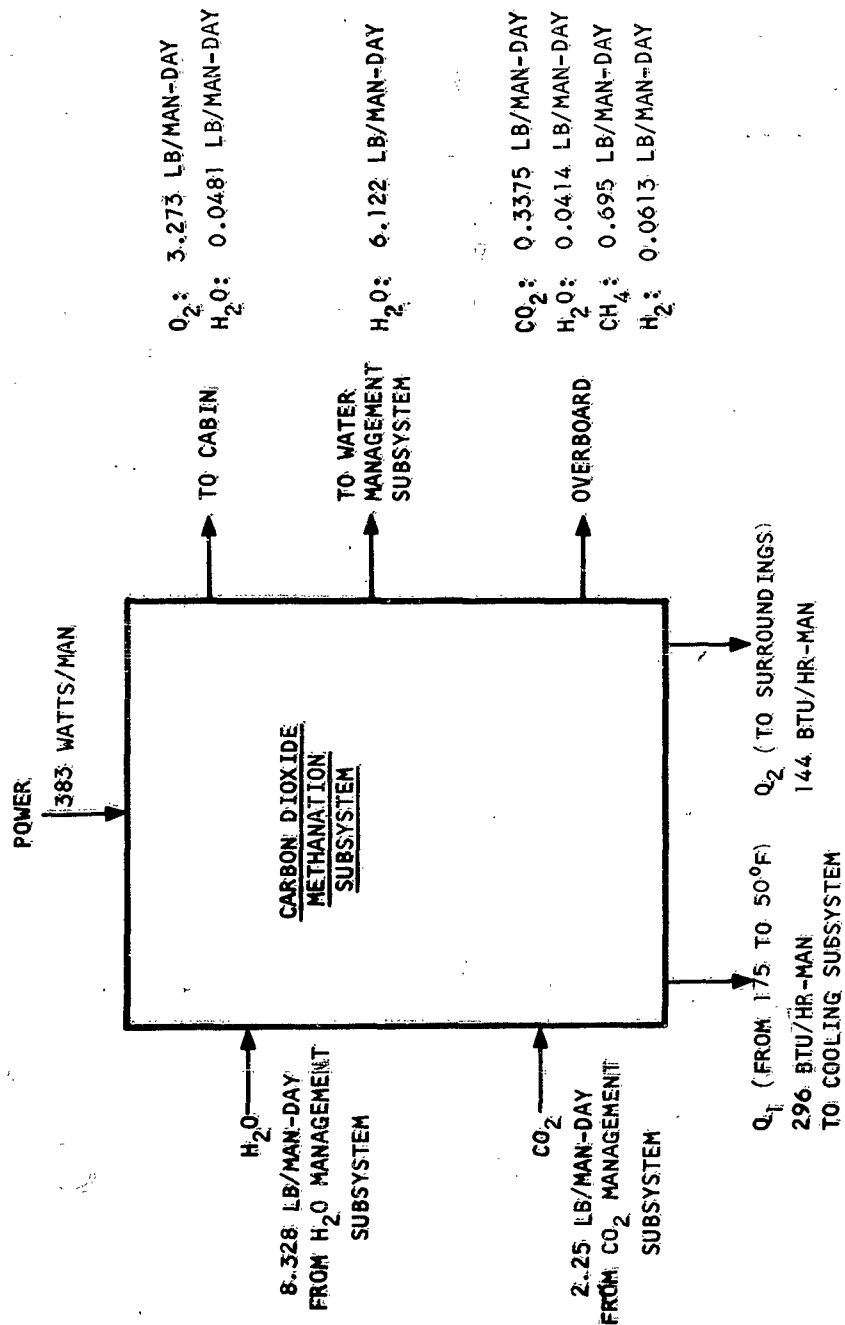 POWER
383 WATTS/MAN
CARBON DIOXIDE
METHANATION
SUBSYSTEM
H2O
8.328 LB/MAN-DAY
FROM H2O MANAGEMENT
SUBSYSTEM
CO2
2.25 LB/MAN-DAY
FROM CO2 MANAGEMENT
SUBSYSTEM
TO CABIN
O2: 3.273 LB/MAN-DAY
H2O: 0.0481 LB/MAN-DAY
TO WATER
MANAGEMENT
SUBSYSTEM
H2O: 6.122 LB/MAN-DAY
OVERBOARD
CO2: 0.3375 LB/MAN-DAY
H2O: 0.0414 LB/MAN-DAY
CH4: 0.695 LB/MAN-DAY
H2: 0.0613 LB/MAN-DAY
Q1 (FROM 175 TO 50°F)
296 BTU/HR-MAN
TO COOLING SUBSYSTEM
Q2 (TO SURROUNDINGS)
144 BTU/HR-MAN